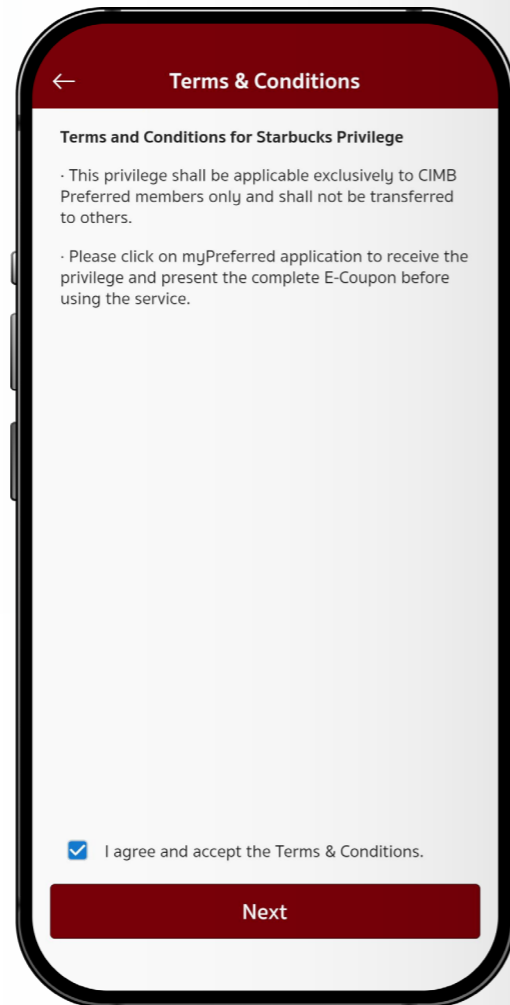 Terms & Conditions
Terms and Conditions for Starbucks Privilege
· This privilege shall be applicable exclusively to CIMB
Preferred members only and shall not be transferred
to others.
· Please click on myPreferred application to receive the
privilege and present the complete E-Coupon before
using the service.
I agree and accept the Terms & Conditions.
Next